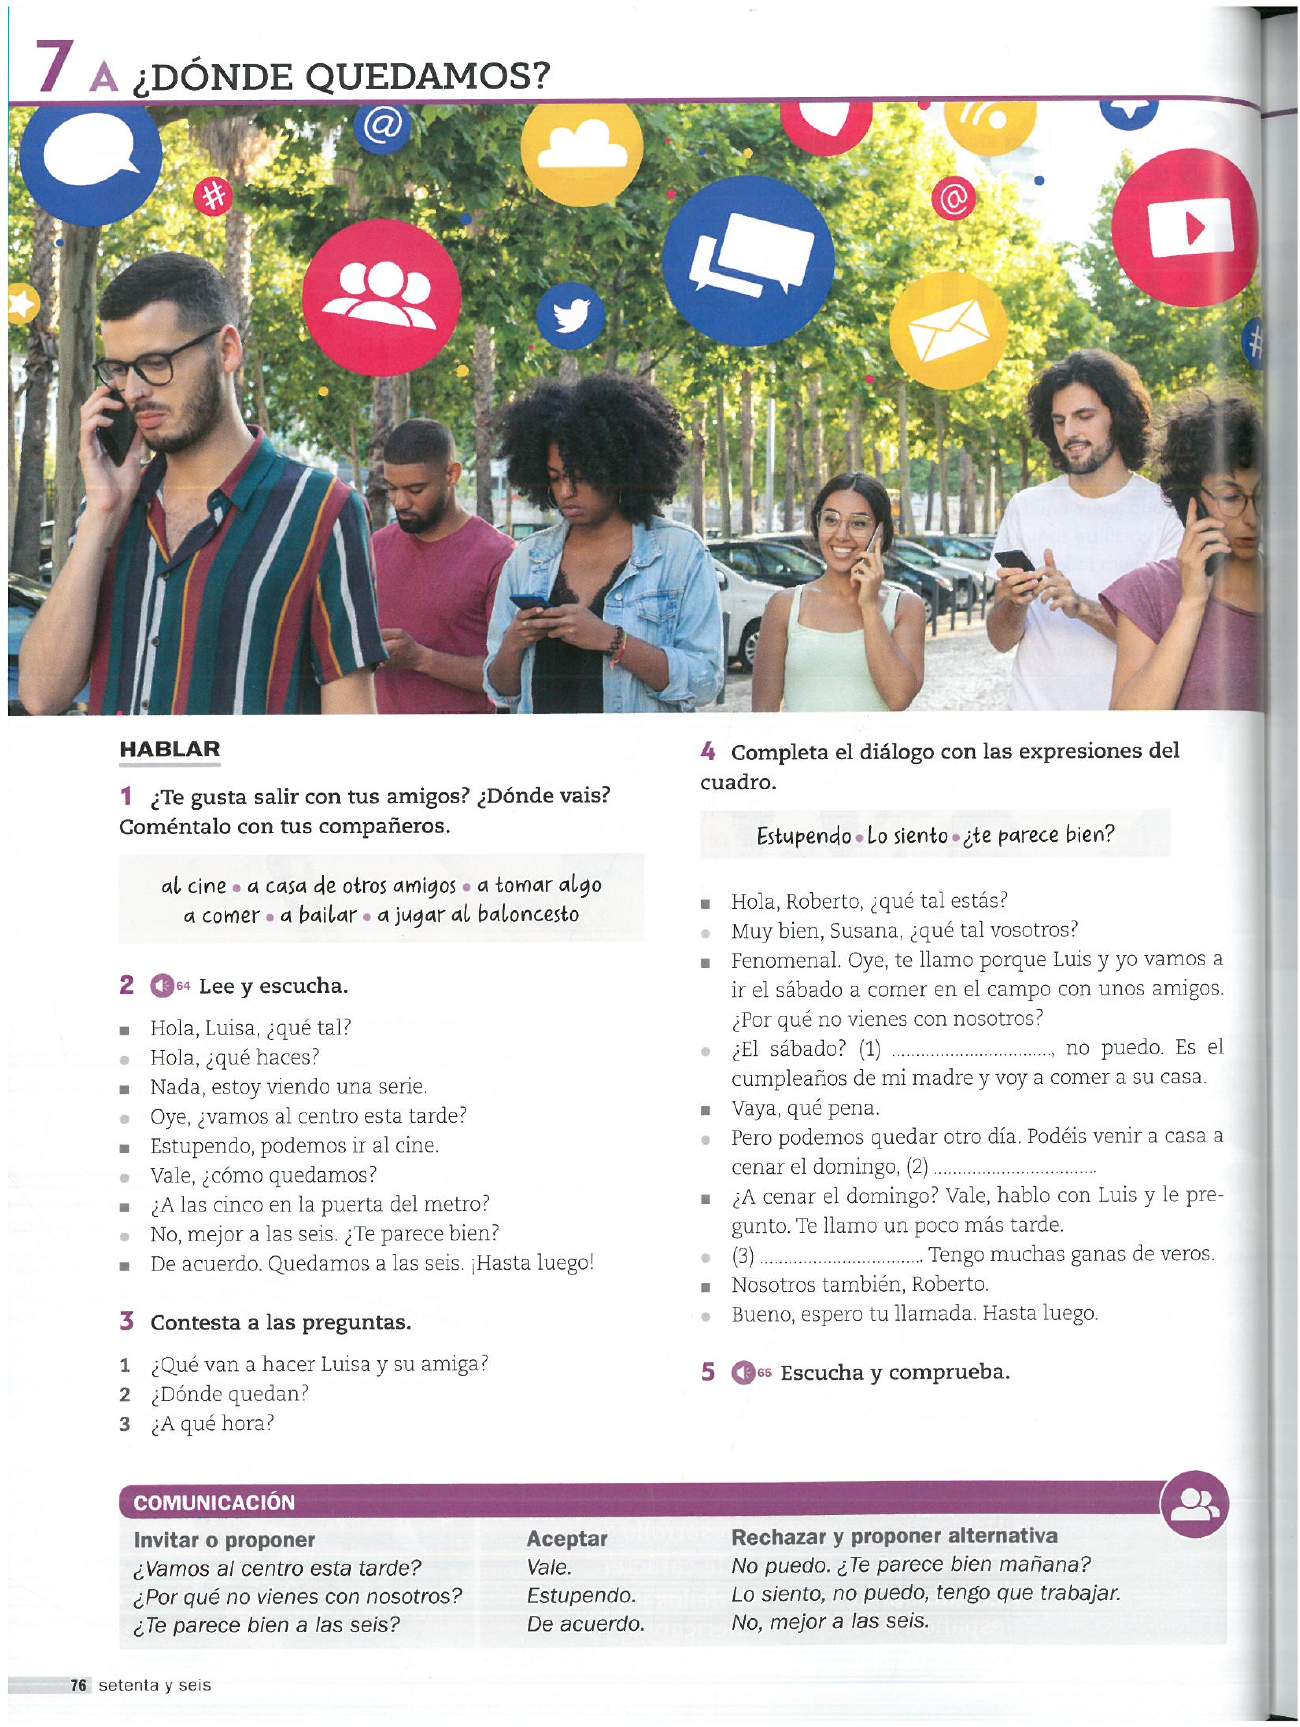 7 A ¿DÓNDE QUEDAMOS?
HABLAR
1 ¿Te gusta salir con tus amigos? ¿Dónde vais?
Coméntalo con tus compañeros.
al cine • a casa de otros amigos • a tomar algo
a comer • a bailar • a jugar al baloncesto
2 64 Lee y escucha.
■ Hola, Luisa, ¿qué tal?
● Hola, ¿qué haces?
■ Nada, estoy viendo una serie.
● Oye, ¿vamos al centro esta tarde?
■ Estupendo, podemos ir al cine.
● Vale, ¿cómo quedamos?
■ ¿A las cinco en la puerta del metro?
● No, mejor a las seis. ¿Te parece bien?
■ De acuerdo. Quedamos a las seis. ¡Hasta luego!
3 Contesta a las preguntas.
1 ¿Qué van a hacer Luisa y su amiga?
2 ¿Dónde quedan?
3 ¿A qué hora?
4 Completa el diálogo con las expresiones del
cuadro.
Estupendo • Lo siento • ¿te parece bien?
■ Hola, Roberto, ¿qué tal estás?
● Muy bien, Susana, ¿qué tal vosotros?
■ Fenomenal. Oye, te llamo porque Luis y yo vamos a
ir el sábado a comer en el campo con unos amigos.
¿Por qué no vienes con nosotros?
● ¿El sábado? (1) ................................, no puedo. Es el
cumpleaños de mi madre y voy a comer a su casa.
■ Vaya, qué pena.
● Pero podemos quedar otro día. Podéis venir a casa a
cenar el domingo, (2) .................................
■ ¿A cenar el domingo? Vale, hablo con Luis y le pre-
gunto. Te llamo un poco más tarde.
● (3) ................................. Tengo muchas ganas de veros.
■ Nosotros también, Roberto.
● Bueno, espero tu llamada. Hasta luego.
5 65 Escucha y comprueba.
COMUNICACIÓN
Invitar o proponer
¿Vamos al centro esta tarde?
¿Por qué no vienes con nosotros?
¿Te parece bien a las seis?
Aceptar
Vale.
Estupendo.
De acuerdo.
Rechazar y proponer alternativa
No puedo. ¿Te parece bien mañana?
Lo siento, no puedo, tengo que trabajar.
No, mejor a las seis.
76 setenta y seis